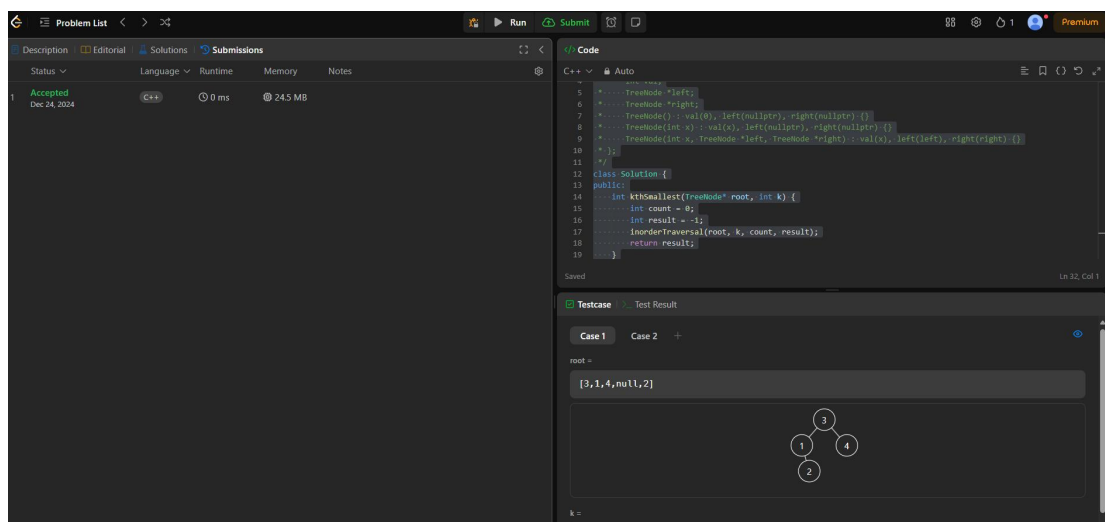 Problem List
Run
Submit
1
Premium
Description
Editorial
Solutions
Submissions
Status
Language
Runtime
Memory
Notes
1
Accepted
Dec 24, 2024
C++
0 ms
24.5 MB
</> Code
C++
Auto
4 * int val;
5 * TreeNode *left;
6 * TreeNode *right;
7 * TreeNode() : val(0), left(nullptr), right(nullptr) {}
8 * TreeNode(int x) : val(x), left(nullptr), right(nullptr) {}
9 * TreeNode(int x, TreeNode *left, TreeNode *right) : val(x), left(left), right(right) {}
10 * };
11 */
12 class Solution {
13 public:
14 int kthSmallest(TreeNode* root, int k) {
15 int count = 0;
16 int result = -1;
17 inorderTraversal(root, k, count, result);
18 return result;
19 }
Saved
Ln 32, Col 1
Testcase
>_ Test Result
Case 1
Case 2
+
root =
[3,1,4,null,2]
3
1
4
2
k =